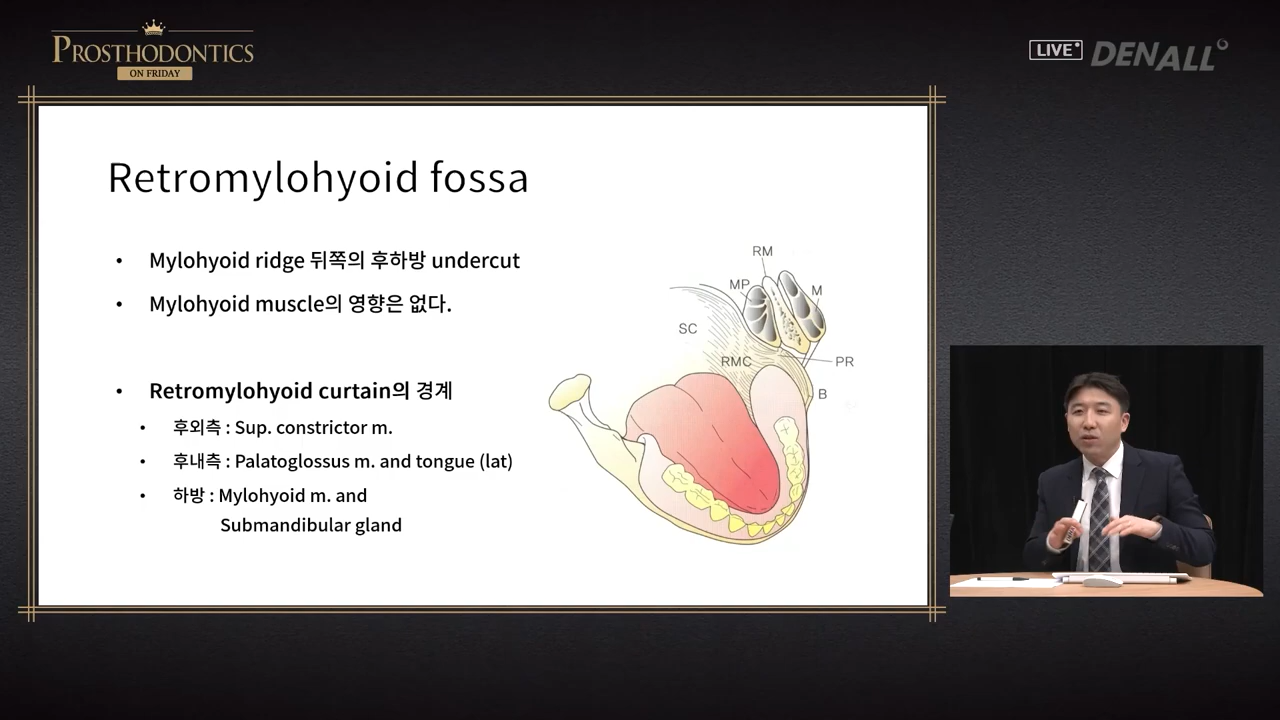 PROSTHODONTICS
ON FRIDAY
LIVE
DENALL
Retromylohyoid fossa
• Mylohyoid ridge 뒤쪽의 후하방 undercut
• Mylohyoid muscle의 영향은 없다.
• Retromylohyoid curtain의 경계
• 후외측 : Sup. constrictor m.
• 후내측 : Palatoglossus m. and tongue (lat)
• 하방 : Mylohyoid m. and
Submandibular gland
RM
MP
M
SC
RMC
PR
B